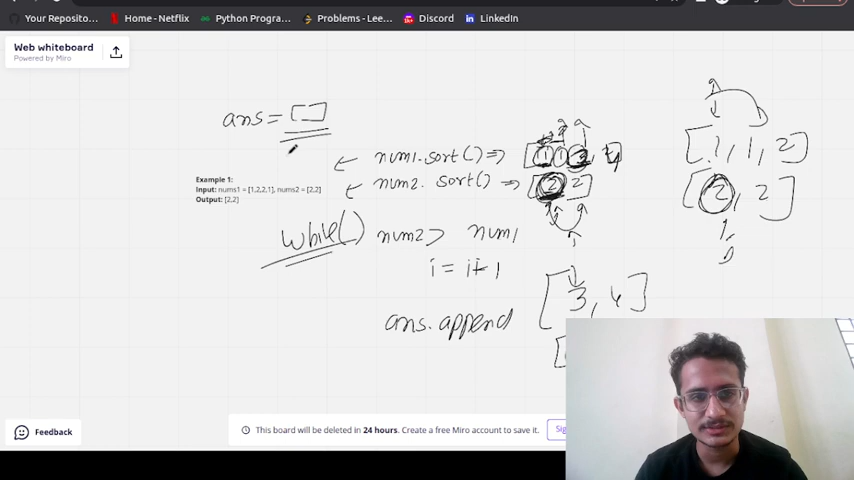 Your Reposito...
Home - Netflix
Python Progra...
Problems - Lee...
Discord
LinkedIn
Web whiteboard
Powered by Miro
ans = []
num1.sort() =>
num2. sort() =>
[2, 2]
Example 1:
Input: nums1 = [1,2,2,1], nums2 = [2,2]
Output: [2,2]
while() num2> num1
i = i+1
ans.append
[3, 4]
[1, 1, 2]
[2, 2]
Feedback
This board will be deleted in 24 hours. Create a free Miro account to save it.